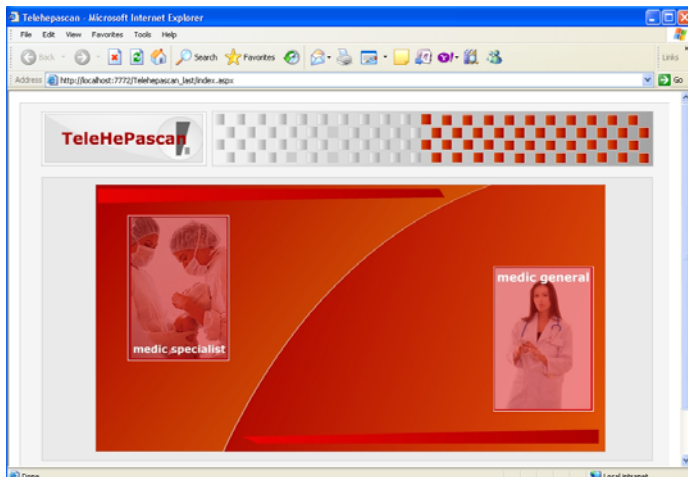 Telehepascan - Microsoft Internet Explorer
File Edit View Favorites Tools Help
Back Search Favorites Links
Address http://localhost:7772/Telehepascan_last/index.aspx Go
TeleHePascan
medic general
medic specialist
Done Local intranet